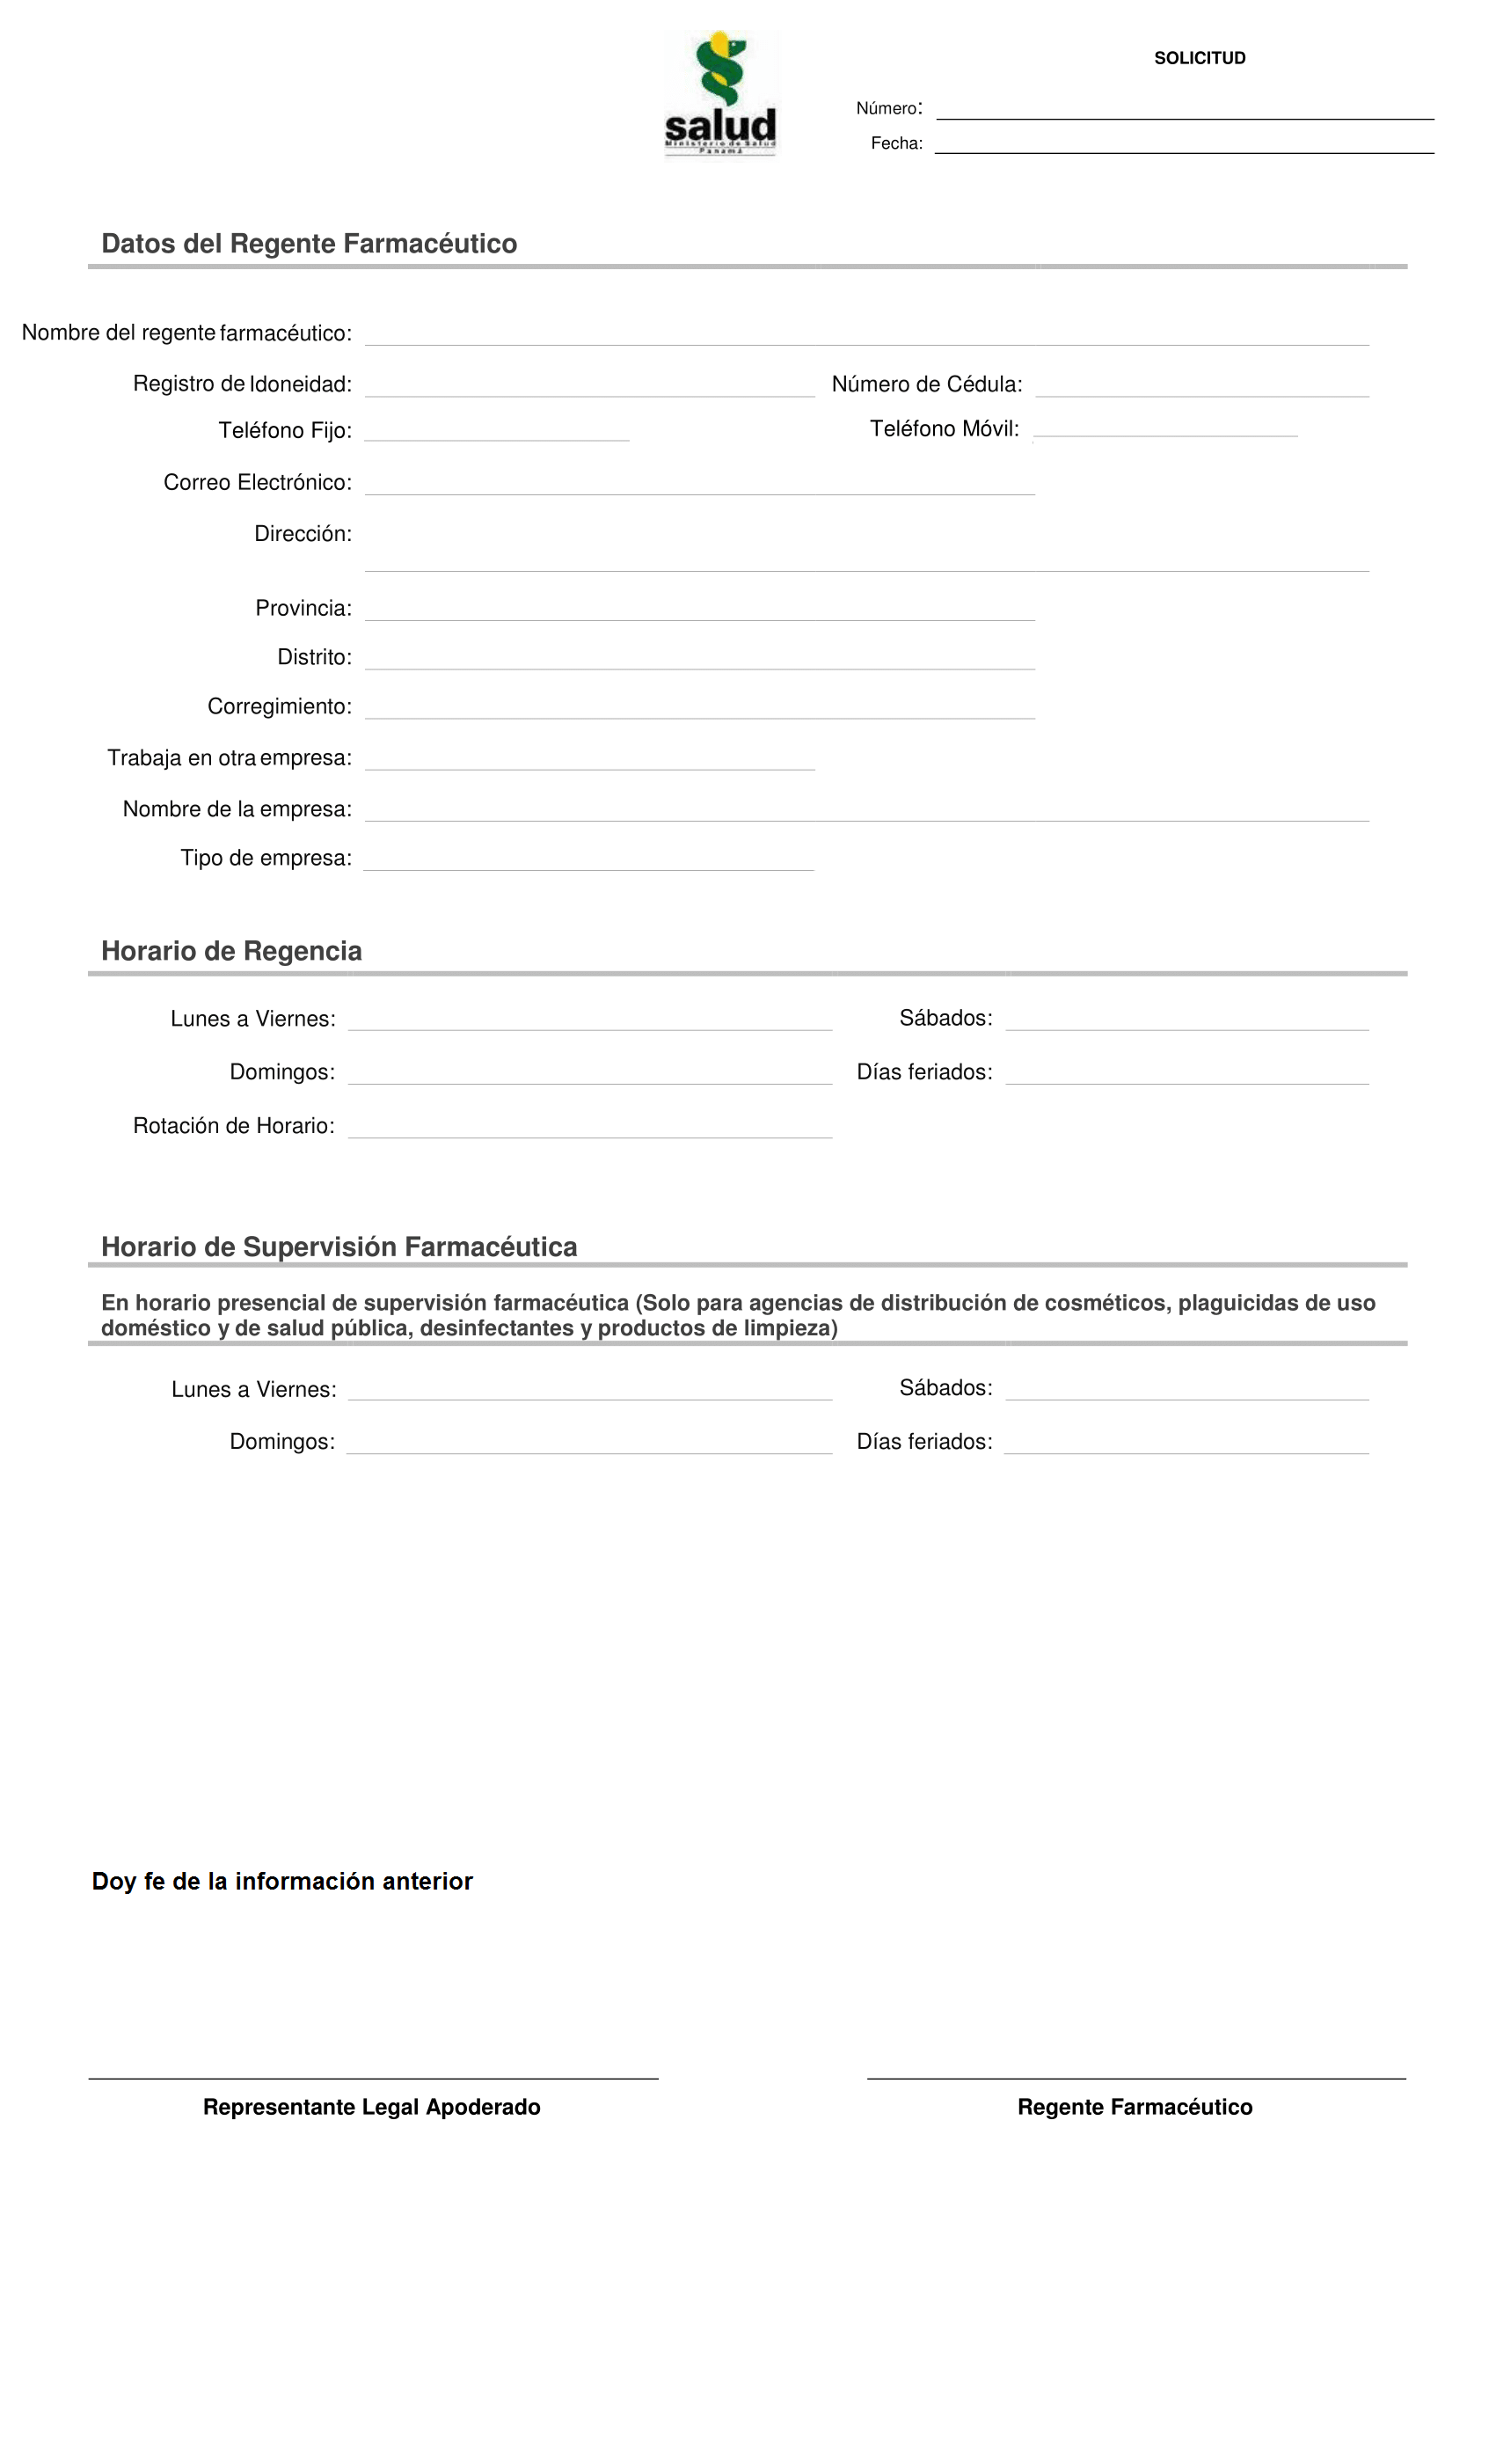 salud
Ministerio de Salud
Panamá
SOLICITUD
Número:
Fecha:
Datos del Regente Farmacéutico
Nombre del regente farmacéutico:
Registro de Idoneidad: Número de Cédula:
Teléfono Fijo: Teléfono Móvil:
Correo Electrónico:
Dirección:
Provincia:
Distrito:
Corregimiento:
Trabaja en otra empresa:
Nombre de la empresa:
Tipo de empresa:
Horario de Regencia
Lunes a Viernes: Sábados:
Domingos: Días feriados:
Rotación de Horario:
Horario de Supervisión Farmacéutica
En horario presencial de supervisión farmacéutica (Solo para agencias de distribución de cosméticos, plaguicidas de uso
doméstico y de salud pública, desinfectantes y productos de limpieza)
Lunes a Viernes: Sábados:
Domingos: Días feriados:
Doy fe de la información anterior
Representante Legal Apoderado Regente Farmacéutico